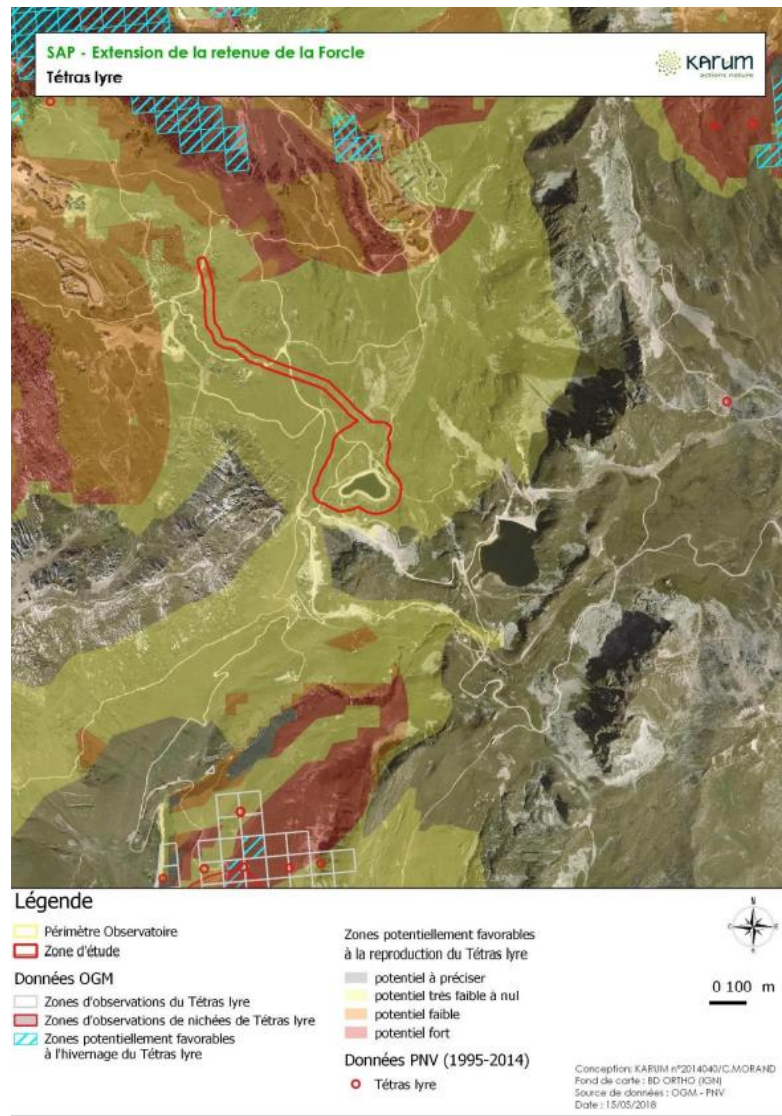 SAP - Extension de la retenue de la Forcle
Tétras lyre
KARUM
actions nature
Légende
Périmètre Observatoire
Zone d'étude
Données OGM
Zones d'observations du Tétras lyre
Zones d'observations de nichées de Tétras lyre
Zones potentiellement favorables
à l'hivernage du Tétras lyre
Zones potentiellement favorables
à la reproduction du Tétras lyre
potentiel à préciser
potentiel très faible à nul
potentiel faible
potentiel fort
Données PNV (1995-2014)
Tétras lyre
N
0 100 m
Conception: KARUM n°2014040/C.MORAND
Fond de carte : BD ORTHO (IGN)
Source de données : OGM - PNV
Date : 15/05/2018